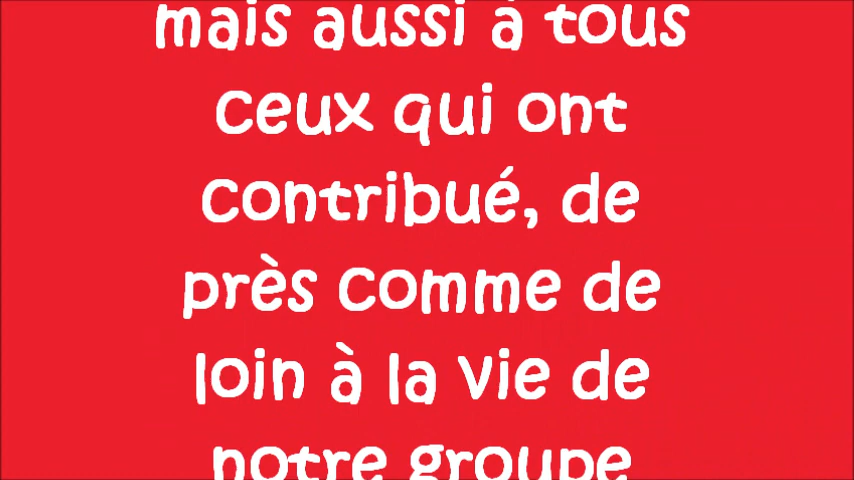 mais aussi à tous
ceux qui ont
contribué, de
près comme de
loin à la vie de
notre groupe